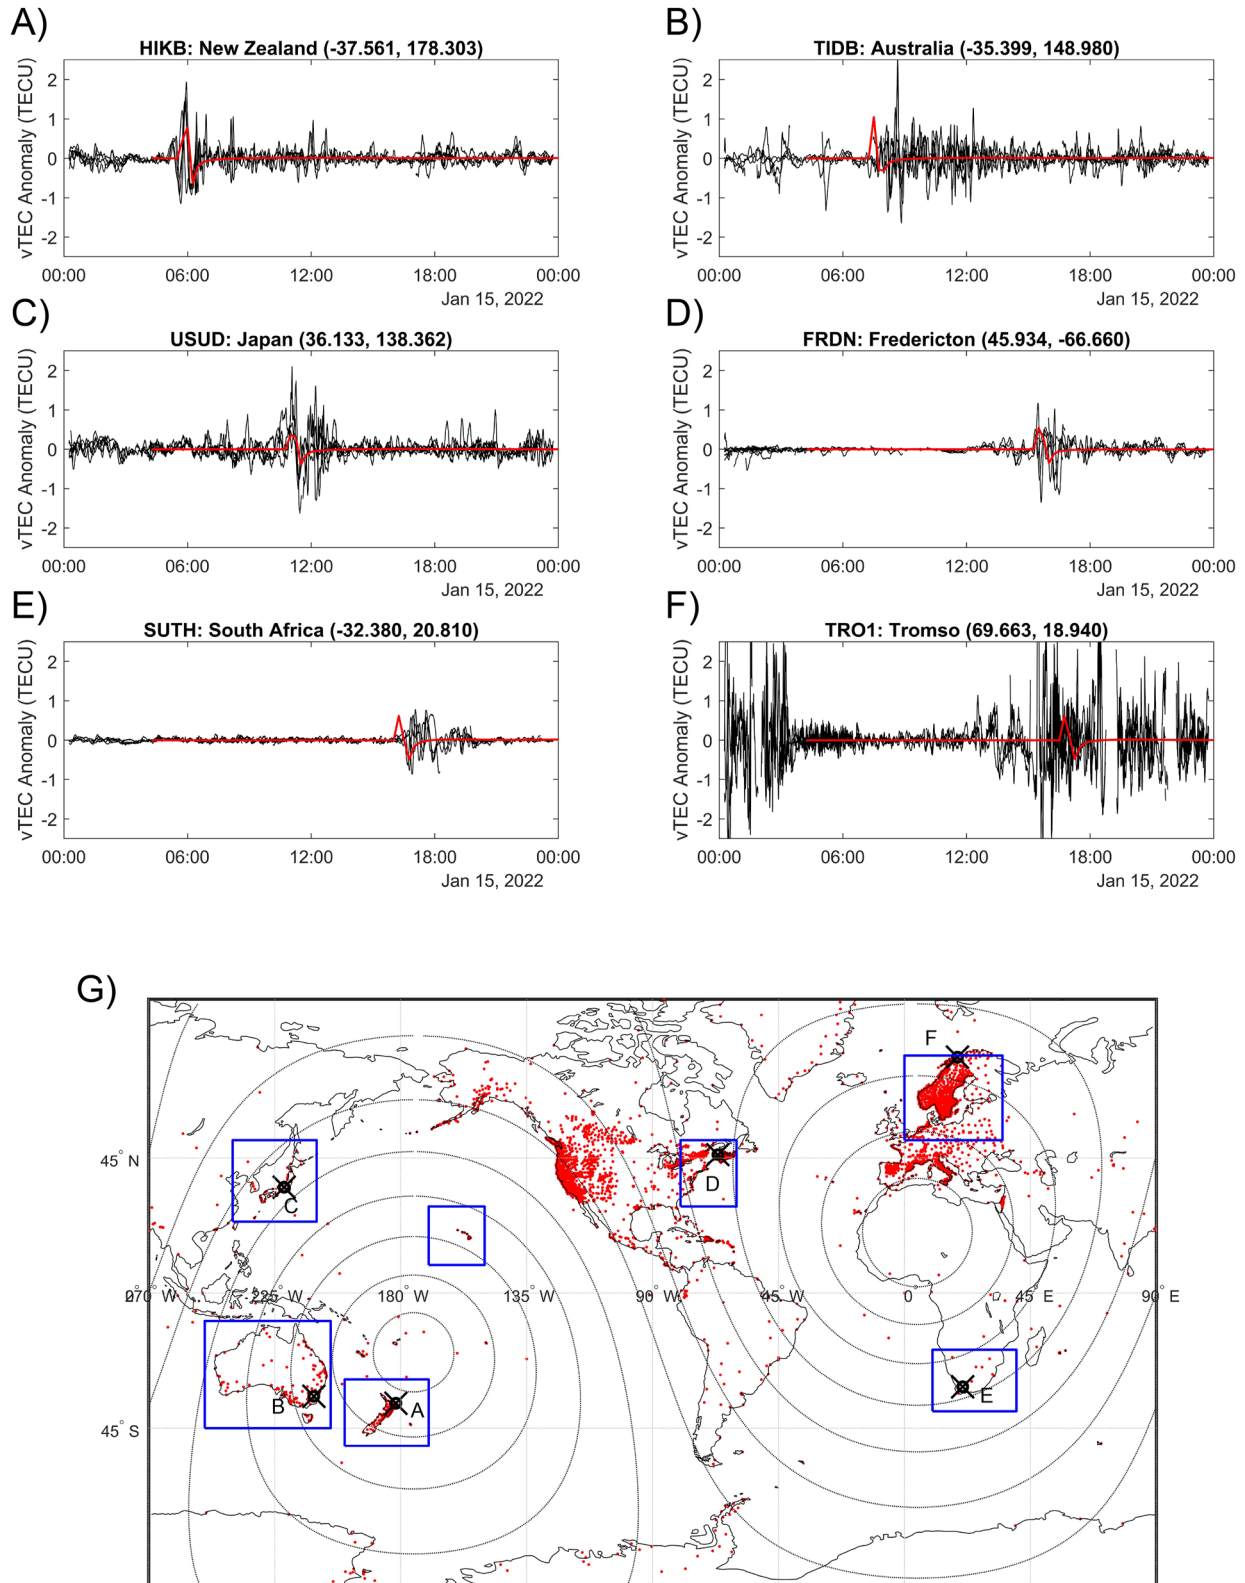 A)
HIKB: New Zealand (-37.561, 178.303)
vTEC Anomaly (TECU)
2
1
0
-1
-2
00:00 06:00 12:00 18:00 00:00
Jan 15, 2022
B)
TIDB: Australia (-35.399, 148.980)
vTEC Anomaly (TECU)
2
1
0
-1
-2
00:00 06:00 12:00 18:00 00:00
Jan 15, 2022
C)
USUD: Japan (36.133, 138.362)
vTEC Anomaly (TECU)
2
1
0
-1
-2
00:00 06:00 12:00 18:00 00:00
Jan 15, 2022
D)
FRDN: Fredericton (45.934, -66.660)
vTEC Anomaly (TECU)
2
1
0
-1
-2
00:00 06:00 12:00 18:00 00:00
Jan 15, 2022
E)
SUTH: South Africa (-32.380, 20.810)
vTEC Anomaly (TECU)
2
1
0
-1
-2
00:00 06:00 12:00 18:00 00:00
Jan 15, 2022
F)
TRO1: Tromso (69.663, 18.940)
vTEC Anomaly (TECU)
2
1
0
-1
-2
00:00 06:00 12:00 18:00 00:00
Jan 15, 2022
G)
F
45° N
D
C
270° W 225° W 180° W 135° W 90° W 45° W 0° 45° E 90° E
B A E
45° S